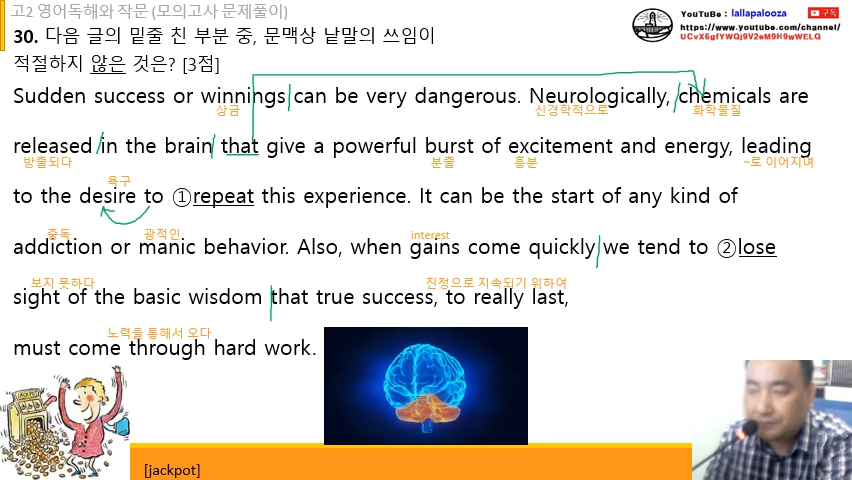 고2 영어독해와 작문 (모의고사 문제풀이)
YouTuBe : lallapalooza 구독
https://www.youtube.com/channel/
UCvX6gfYWQj9V2eM9H9wWELQ
30. 다음 글의 밑줄 친 부분 중, 문맥상 낱말의 쓰임이
적절하지 않은 것은? [3점]
Sudden success or winnings can be very dangerous. Neurologically, chemicals are
상금 신경학적으로 화학물질
released in the brain that give a powerful burst of excitement and energy, leading
방출되다 분출 흥분 ~로 이어지며
욕구
to the desire to ①repeat this experience. It can be the start of any kind of
중독 광적인 interest
addiction or manic behavior. Also, when gains come quickly we tend to ②lose
보지 못하다 진정으로 지속되기 위하여
sight of the basic wisdom that true success, to really last,
노력을 통해서 오다
must come through hard work.
[jackpot]